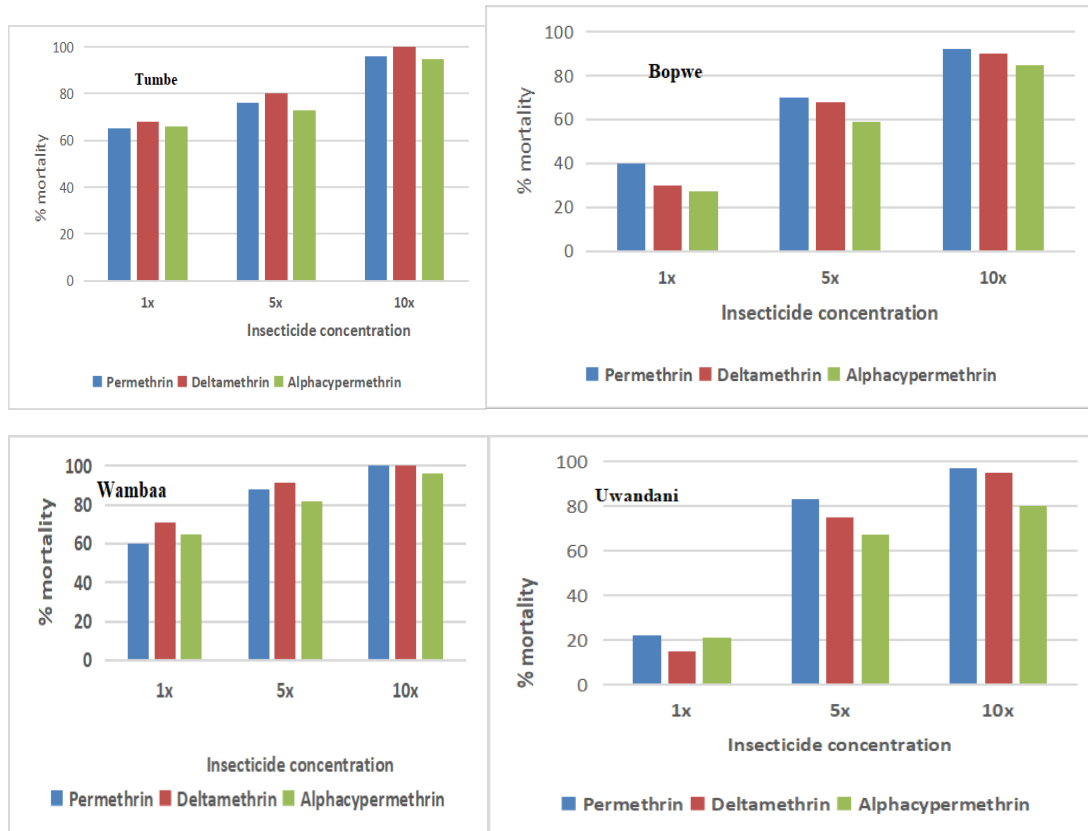 Tumbe
% mortality
100
80
60
40
20
0
1x 5x 10x
Insecticide concentration
Permethrin Deltamethrin Alphacypermethrin
Bopwe
% mortality
100
80
60
40
20
0
1x 5x 10x
Insecticide concentration
Permethrin Deltamethrin Alphacypermethrin
Wambaa
% mortality
100
80
60
40
20
0
1x 5x 10x
Insecticide concentration
Permethrin Deltamethrin Alphacypermethrin
Uwandani
% mortality
100
80
60
40
20
0
1x 5x 10x
Insecticide concentration
Permethrin Deltamethrin Alphacypermethrin